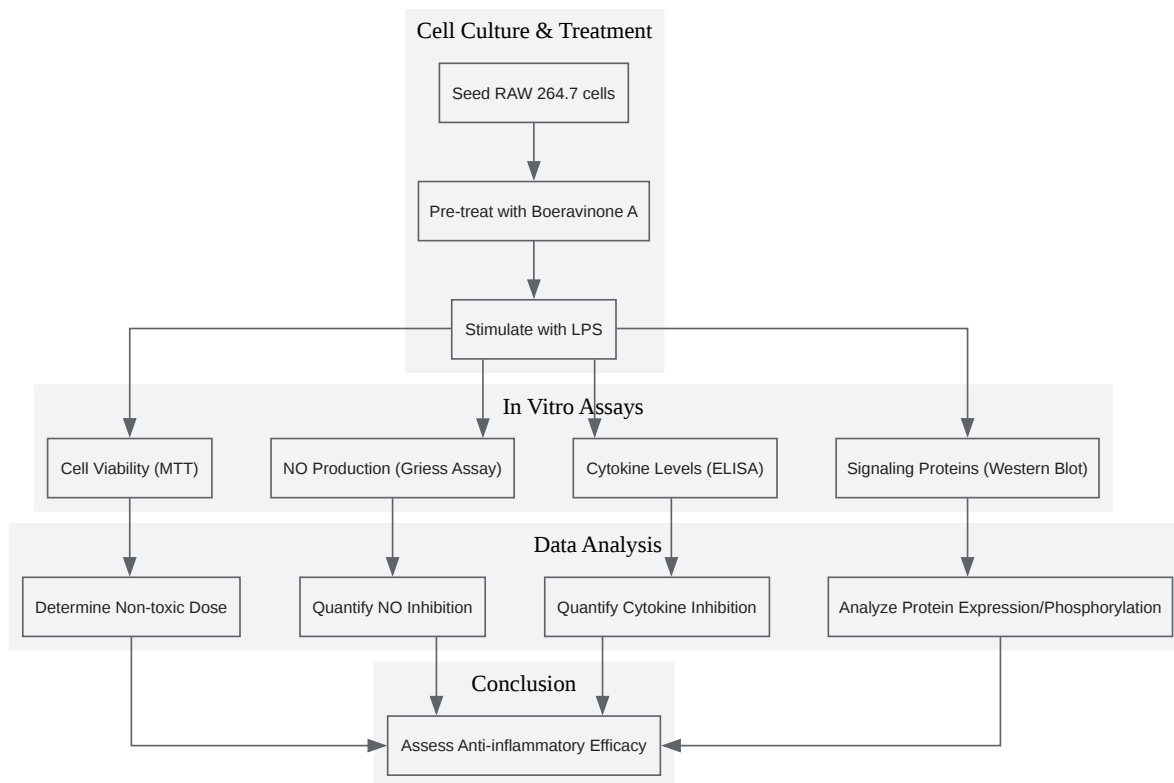 Cell Culture & Treatment
Seed RAW 264.7 cells
Pre-treat with Boeravinone A
Stimulate with LPS
In Vitro Assays
Cell Viability (MTT)
NO Production (Griess Assay)
Cytokine Levels (ELISA)
Signaling Proteins (Western Blot)
Data Analysis
Determine Non-toxic Dose
Quantify NO Inhibition
Quantify Cytokine Inhibition
Analyze Protein Expression/Phosphorylation
Conclusion
Assess Anti-inflammatory Efficacy